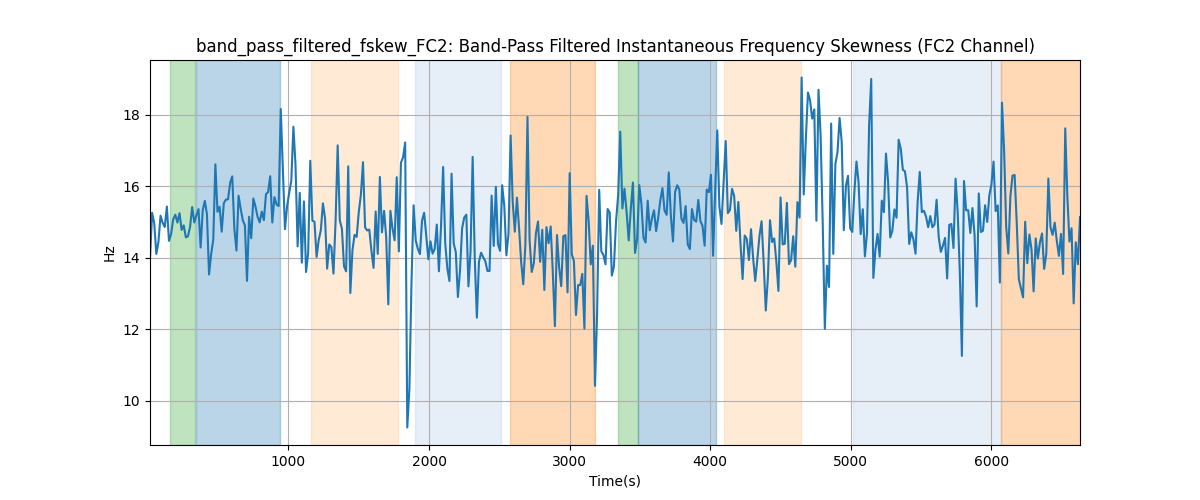 band_pass_filtered_fskew_FC2: Band-Pass Filtered Instantaneous Frequency Skewness (FC2 Channel)
18
16
14
12
10
Hz
1000 2000 3000 4000 5000 6000
Time(s)